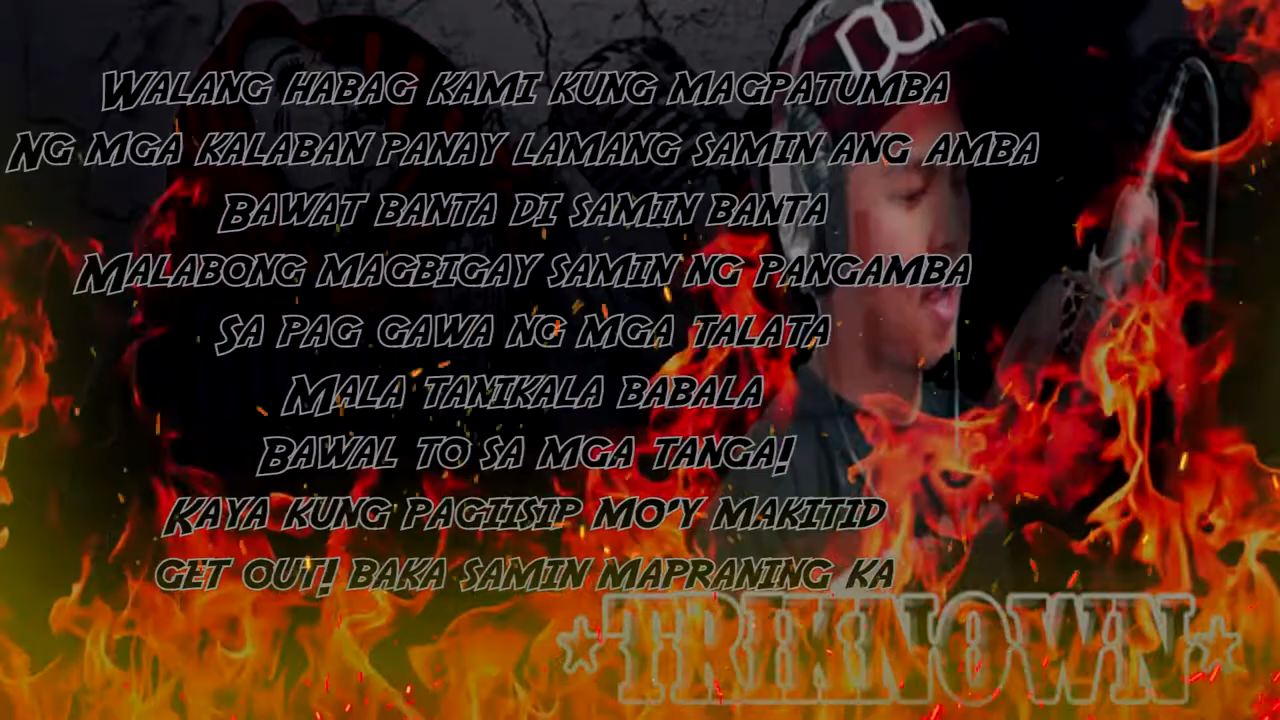 Walang habag kami kung magpatumba
Ng mga kalaban panay lamang samin ang amba
Bawat banta di samin banta
Malabong magbigay samin ng pangamba
Sa pag gawa ng mga talata
Mala tanikala babala
Bawal to sa mga tanga!
Kaya kung pagiisip mo'y makitid
get out! baka samin mapraning ka
*TRIKNOWN*